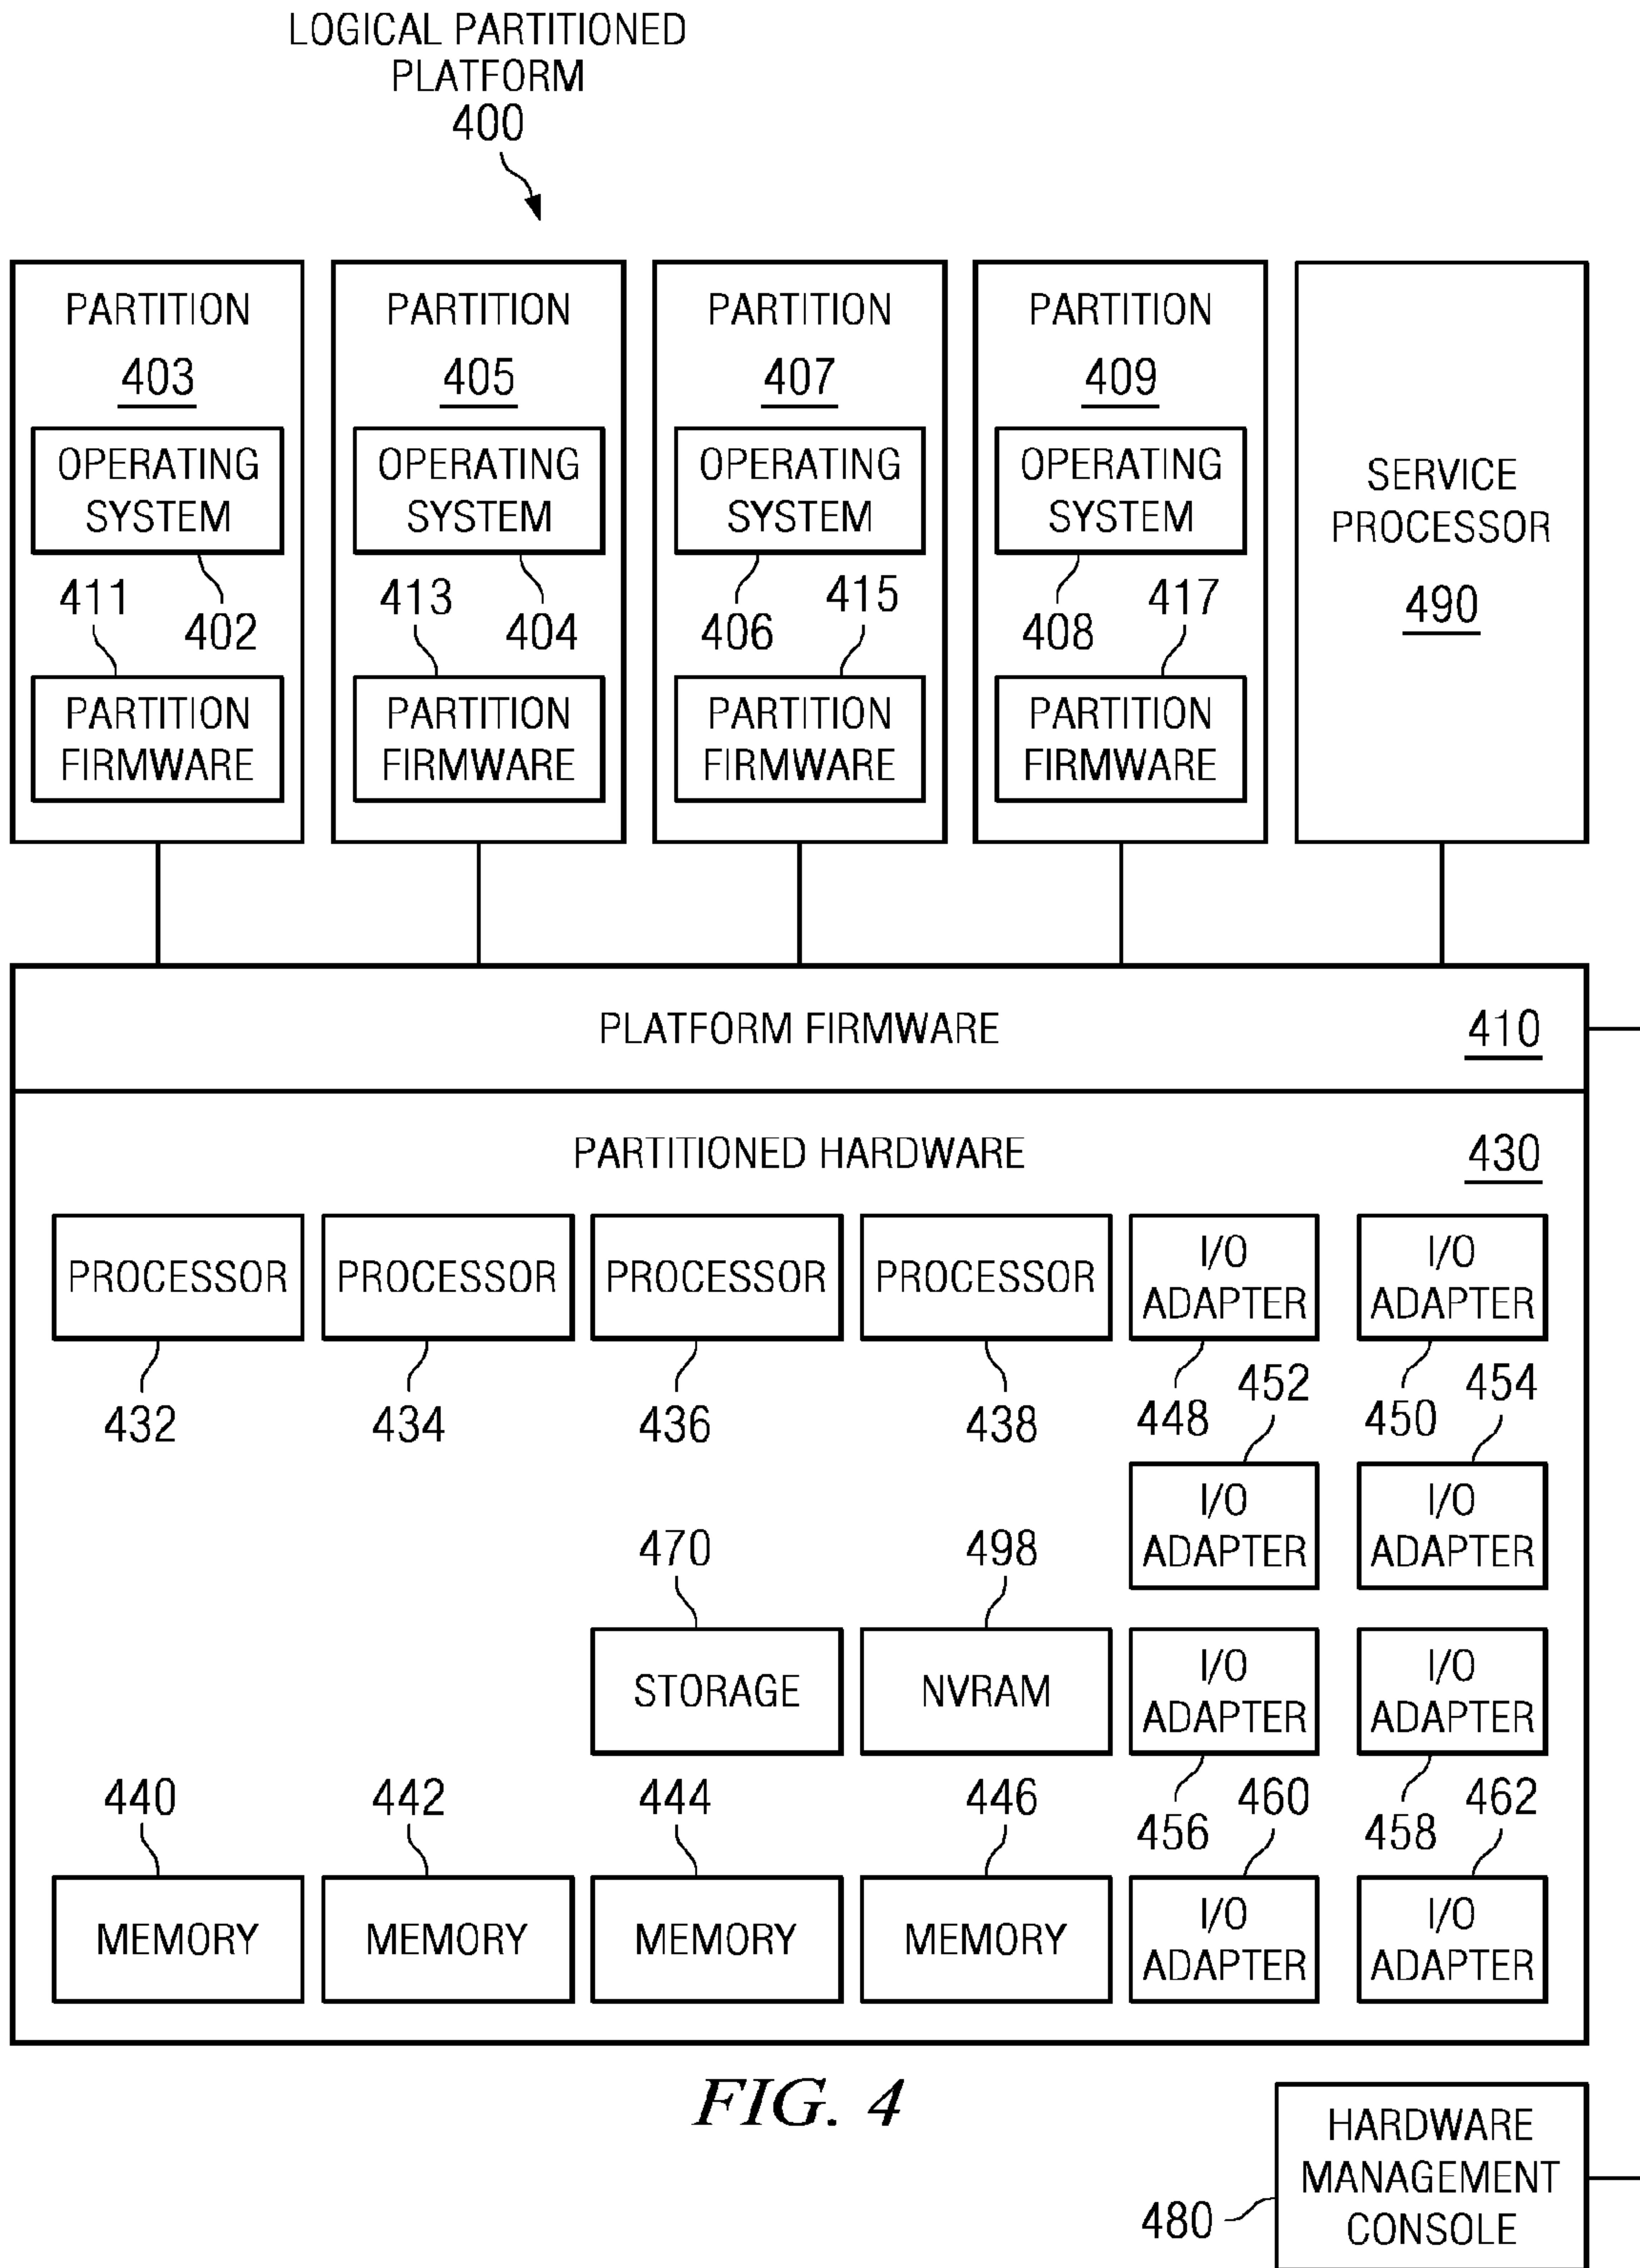 LOGICAL PARTITIONED
PLATFORM
400
PARTITION
403
OPERATING
SYSTEM
411
402
PARTITION
FIRMWARE
PARTITION
405
OPERATING
SYSTEM
413
404
PARTITION
FIRMWARE
PARTITION
407
OPERATING
SYSTEM
406
415
PARTITION
FIRMWARE
PARTITION
409
OPERATING
SYSTEM
408
417
PARTITION
FIRMWARE
SERVICE
PROCESSOR
490
PLATFORM FIRMWARE
410
PARTITIONED HARDWARE
430
PROCESSOR
432
PROCESSOR
434
PROCESSOR
436
PROCESSOR
438
I/O
ADAPTER
448
I/O
ADAPTER
450
452
I/O
ADAPTER
454
I/O
ADAPTER
470
STORAGE
498
NVRAM
I/O
ADAPTER
456
I/O
ADAPTER
458
440
MEMORY
442
MEMORY
444
MEMORY
446
MEMORY
460
I/O
ADAPTER
462
I/O
ADAPTER
FIG. 4
HARDWARE
MANAGEMENT
CONSOLE
480